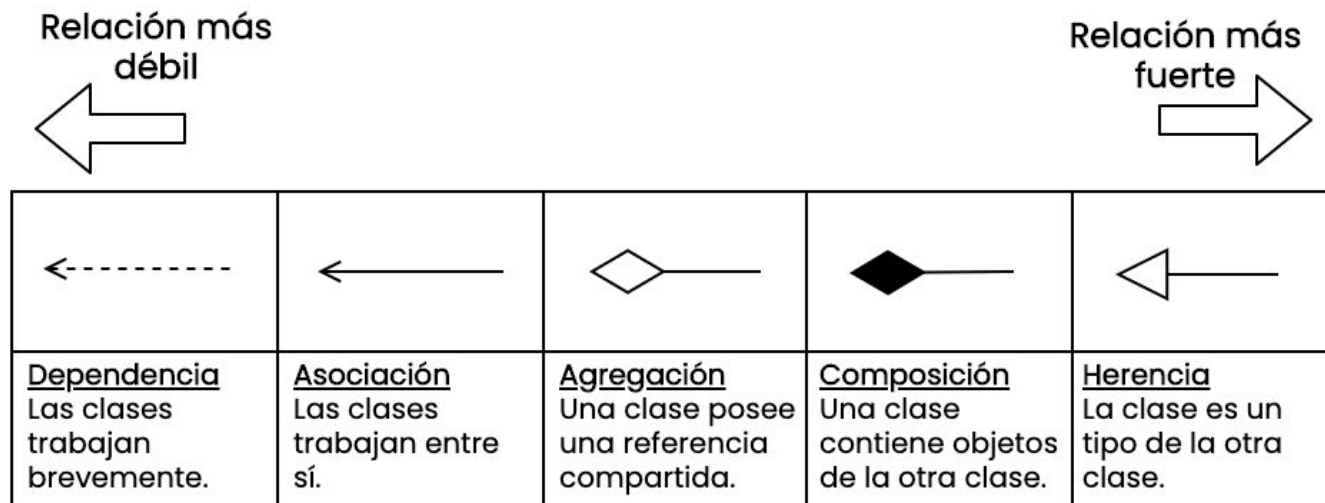 Relación más
débil
Relación más
fuerte
Dependencia
Las clases
trabajan
brevemente.
Asociación
Las clases
trabajan entre
sí.
Agregación
Una clase posee
una referencia
compartida.
Composición
Una clase
contiene objetos
de la otra clase.
Herencia
La clase es un
tipo de la otra
clase.